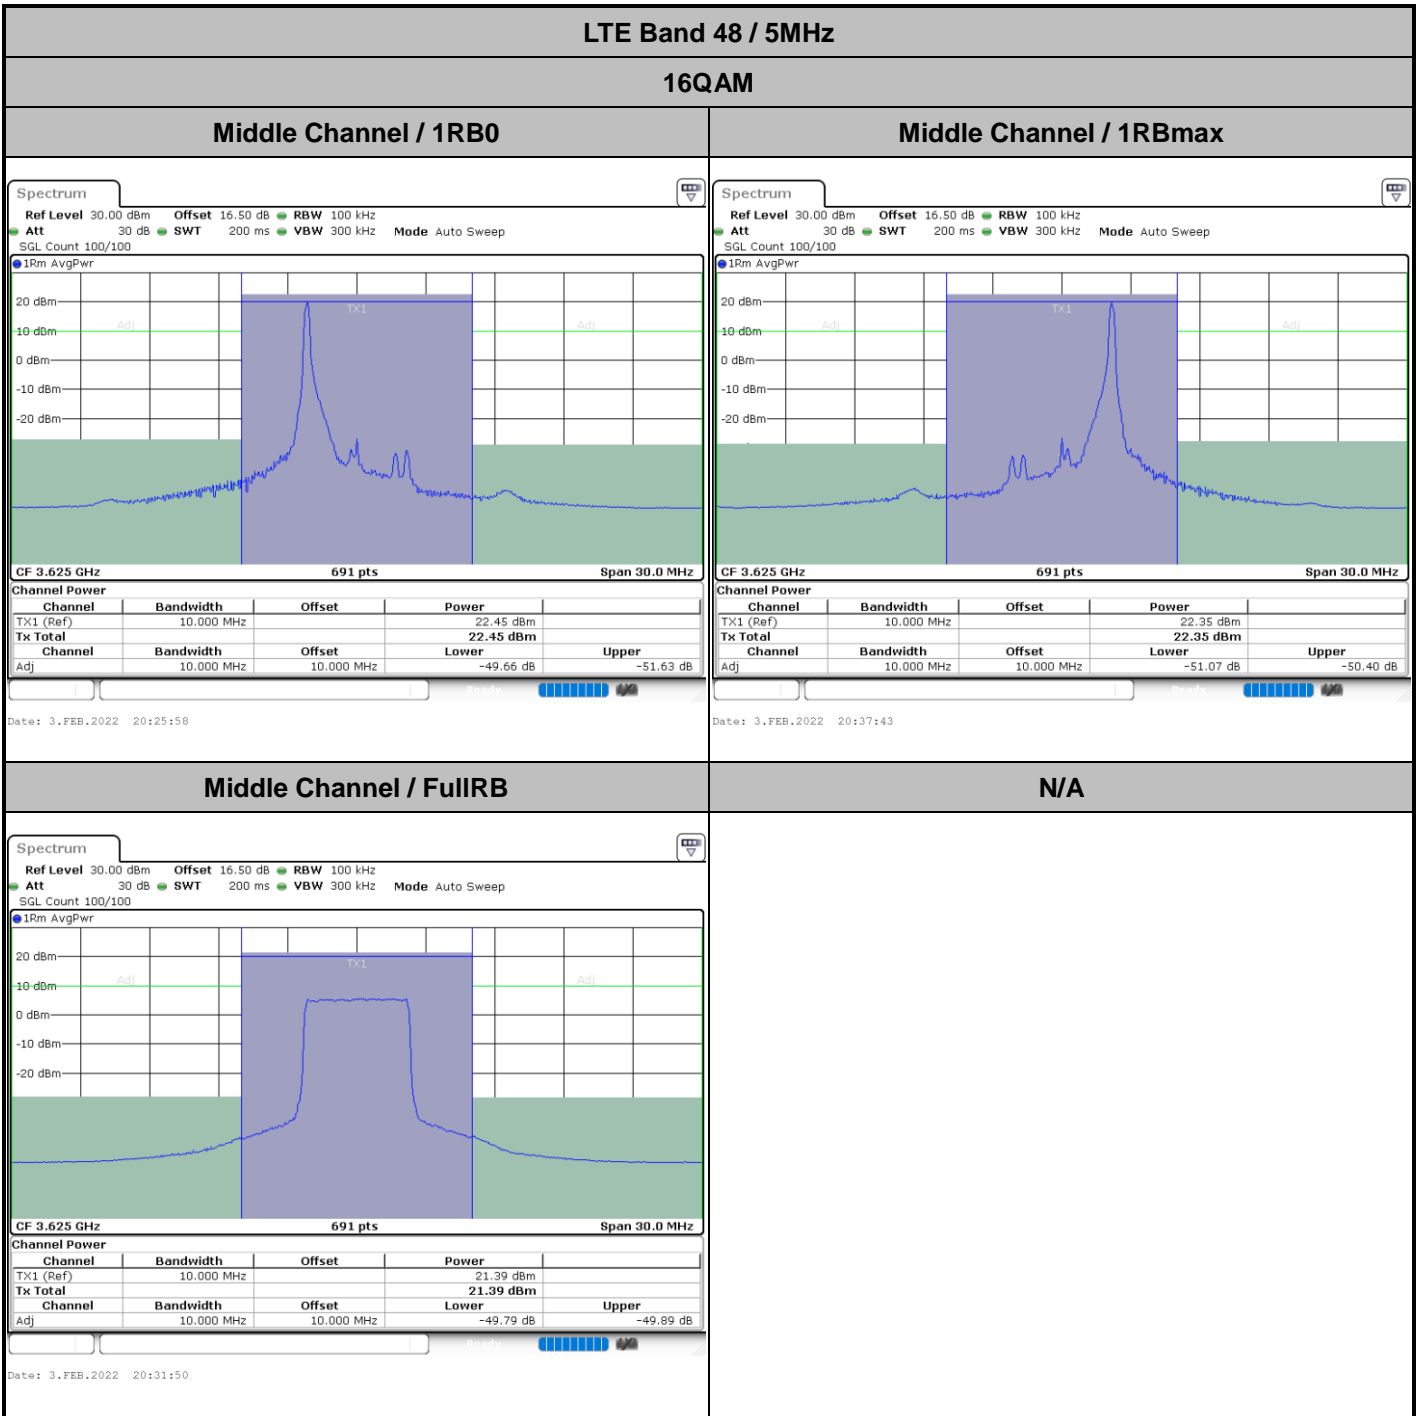 LTE Band 48 / 5MHz
16QAM
Middle Channel / 1RB0
Middle Channel / 1RBmax
Spectrum
Ref Level 30.00 dBm Offset 16.50 dB RBW 100 kHz
Att 30 dB SWT 200 ms VBW 300 kHz Mode Auto Sweep
SGL Count 100/100
1Rm AvgPwr
20 dBm
TX1
Adj
Adj
10 dBm
0 dBm
-10 dBm
-20 dBm
CF 3.625 GHz 691 pts Span 30.0 MHz
Channel Power
Channel Bandwidth Offset Power
TX1 (Ref) 10.000 MHz 22.45 dBm
Tx Total 22.45 dBm
Channel Bandwidth Offset Lower Upper
Adj 10.000 MHz 10.000 MHz -49.66 dB -51.63 dB
Ready
Date: 3.FEB.2022 20:25:58
Spectrum
Ref Level 30.00 dBm Offset 16.50 dB RBW 100 kHz
Att 30 dB SWT 200 ms VBW 300 kHz Mode Auto Sweep
SGL Count 100/100
1Rm AvgPwr
20 dBm
TX1
Adj
Adj
10 dBm
0 dBm
-10 dBm
-20 dBm
CF 3.625 GHz 691 pts Span 30.0 MHz
Channel Power
Channel Bandwidth Offset Power
TX1 (Ref) 10.000 MHz 22.35 dBm
Tx Total 22.35 dBm
Channel Bandwidth Offset Lower Upper
Adj 10.000 MHz 10.000 MHz -51.07 dB -50.40 dB
Ready
Date: 3.FEB.2022 20:37:43
Middle Channel / FullRB
N/A
Spectrum
Ref Level 30.00 dBm Offset 16.50 dB RBW 100 kHz
Att 30 dB SWT 200 ms VBW 300 kHz Mode Auto Sweep
SGL Count 100/100
1Rm AvgPwr
20 dBm
TX1
Adj
Adj
10 dBm
0 dBm
-10 dBm
-20 dBm
CF 3.625 GHz 691 pts Span 30.0 MHz
Channel Power
Channel Bandwidth Offset Power
TX1 (Ref) 10.000 MHz 21.39 dBm
Tx Total 21.39 dBm
Channel Bandwidth Offset Lower Upper
Adj 10.000 MHz 10.000 MHz -49.79 dB -49.89 dB
Ready
Date: 3.FEB.2022 20:31:50